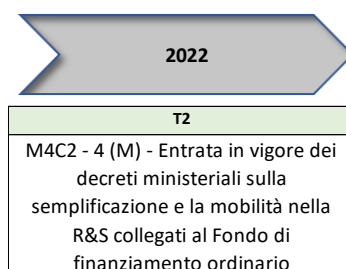 2022
T2
M4C2 - 4 (M) - Entrata in vigore dei
decreti ministeriali sulla
semplificazione e la mobilità nella
R&S collegati al Fondo di
finanziamento ordinario